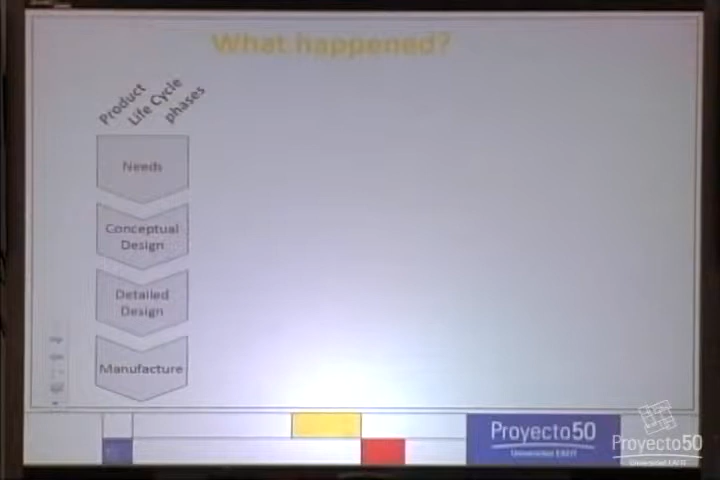 What happened?
Product
Life Cycle
phases
Needs
Conceptual
Design
Detailed
Design
Manufacture
Proyecto50
Universidad EAFIT
Proyecto50
Universidad EAFIT